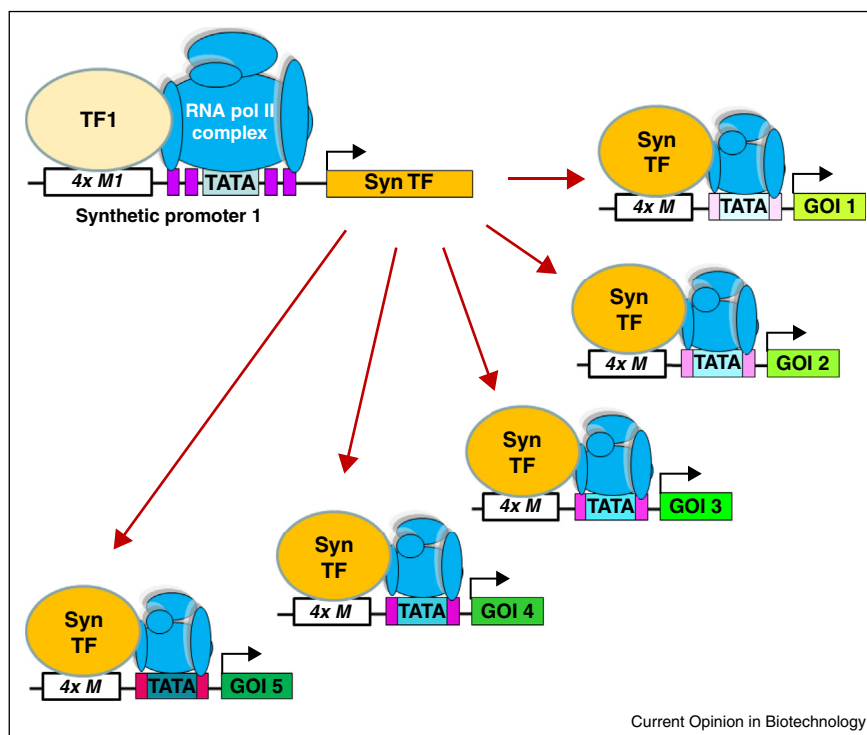 TF1
RNA pol II
complex
4x M1
TATA
Syn TF
Synthetic promoter 1
Syn
TF
4x M
TATA
GOI 1
Syn
TF
4x M
TATA
GOI 2
Syn
TF
4x M
TATA
GOI 3
Syn
TF
4x M
TATA
GOI 4
Syn
TF
4x M
TATA
GOI 5
Current Opinion in Biotechnology